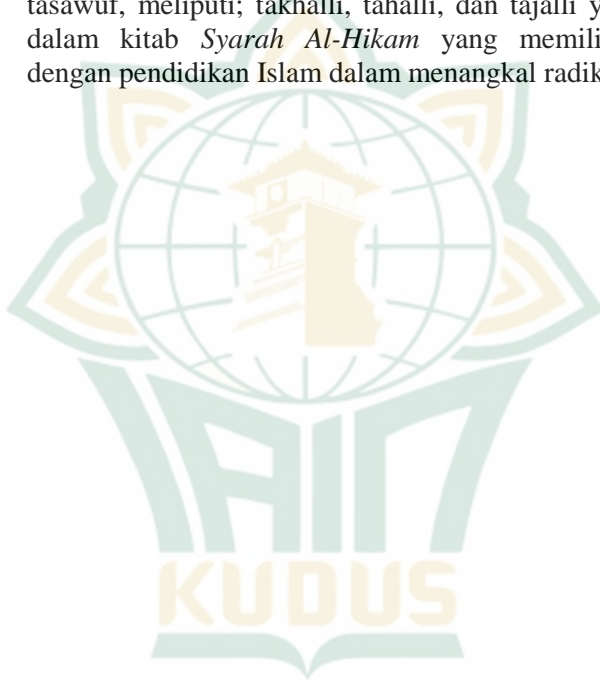 tasawuf, meliputi; takhalli, tahalli, dan tajalli y
dalam kitab Syarah Al-Hikam yang memili
dengan pendidikan Islam dalam menangkal radik
IAIN
KUDUS